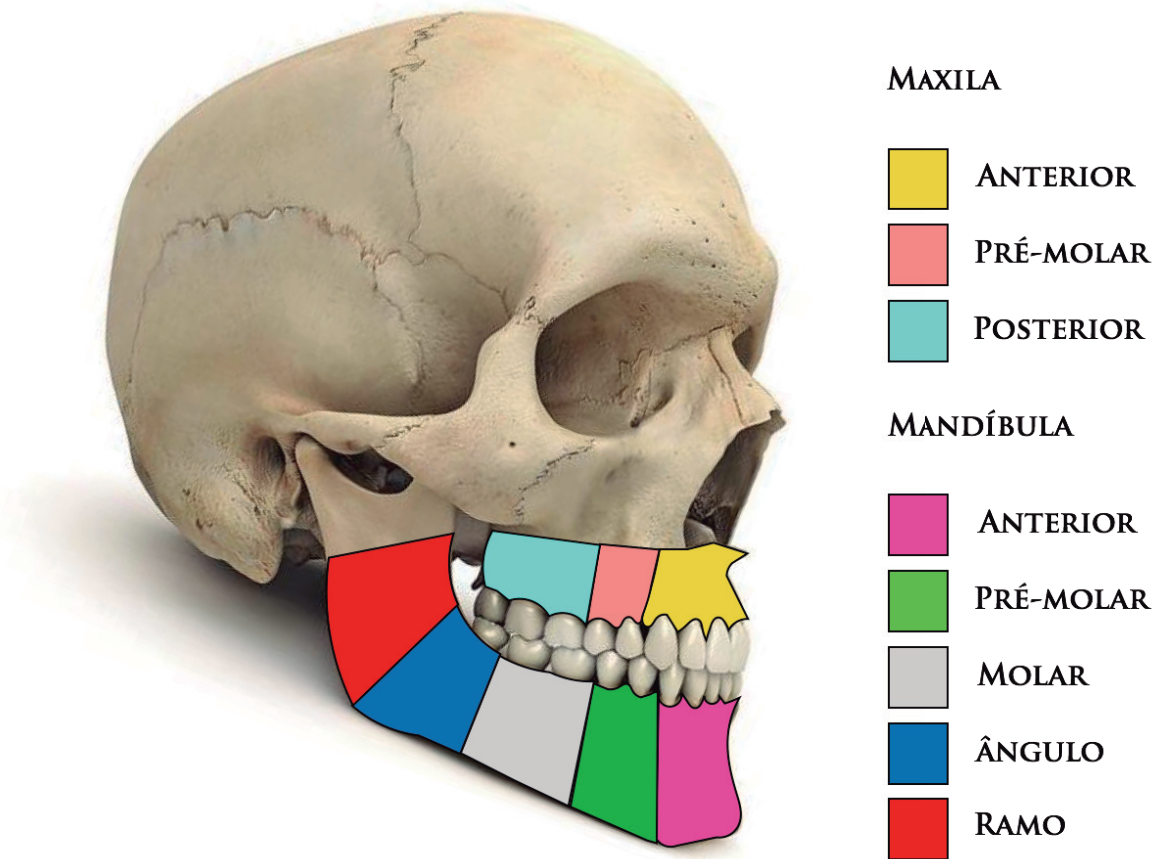 Maxila
Anterior
Pré-molar
Posterior
Mandíbula
Anterior
Pré-molar
Molar
ângulo
Ramo